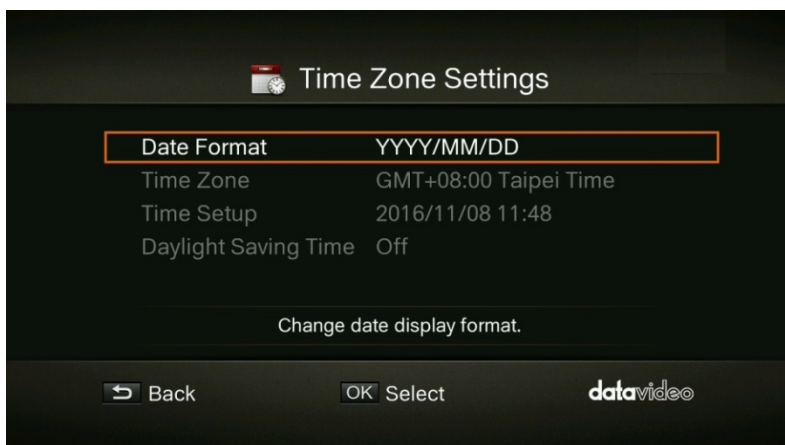 Time Zone Settings
Date Format YYYY/MM/DD
Time Zone GMT+08:00 Taipei Time
Time Setup 2016/11/08 11:48
Daylight Saving Time Off
Change date display format.
Back OK Select datavideo